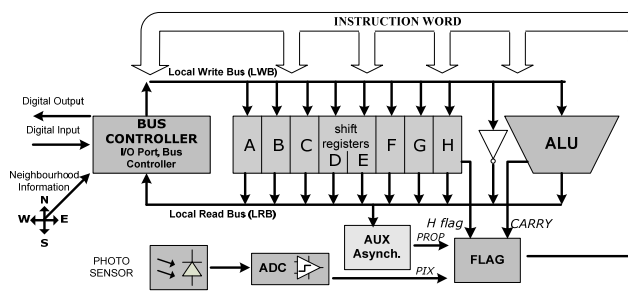 INSTRUCTION WORD
Local Write Bus (LWB)
Digital Output
Digital Input
Neighbourhood
Information
N
W E
S
BUS
CONTROLLER
I/O Port, Bus
Controller
A B C shift registers D E F G H
ALU
Local Read Bus (LRB)
H flag
CARRY
AUX
Asynch.
PROP
FLAG
PHOTO
SENSOR
ADC
PIX